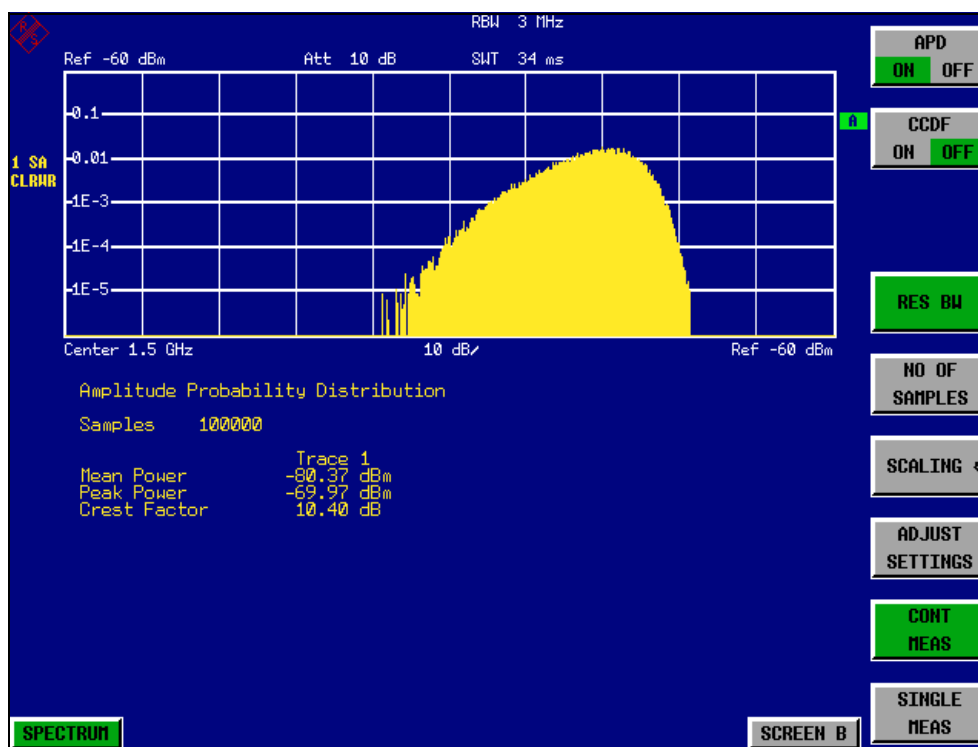 R
S
RBW 3 MHz
Ref -60 dBm Att 10 dB SWT 34 ms
0.1
0.01
1E-3
1E-4
1E-5
1 SA
CLRWR
A
Center 1.5 GHz 10 dB/ Ref -60 dBm
Amplitude Probability Distribution
Samples 100000
Trace 1
Mean Power -80.37 dBm
Peak Power -69.97 dBm
Crest Factor 10.40 dB
SPECTRUM
SCREEN B
APD
ON OFF
CCDF
ON OFF
RES BW
NO OF
SAMPLES
SCALING
ADJUST
SETTINGS
CONT
MEAS
SINGLE
MEAS